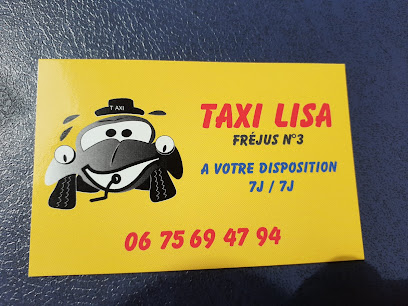 T AXI
TAXI LISA
FRÉJUS N°3
A VOTRE DISPOSITION
7J / 7J
06 75 69 47 94